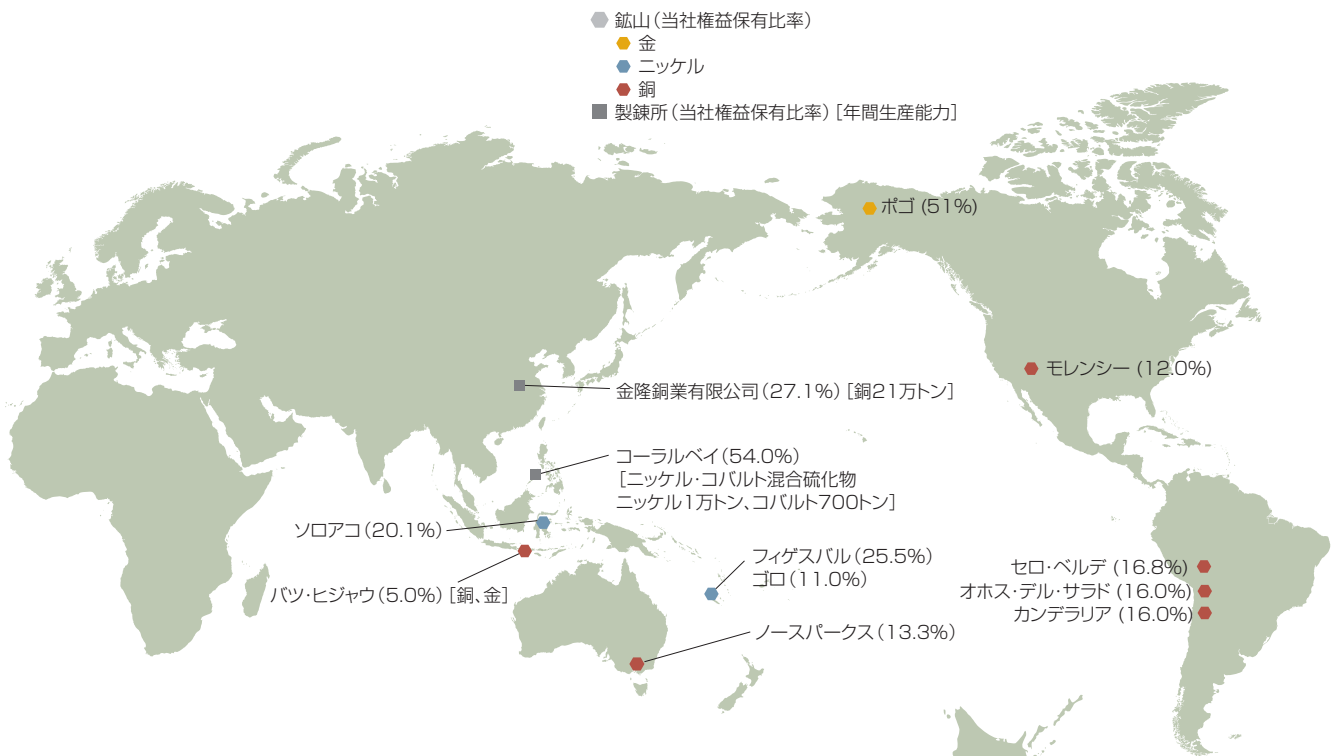 鉱山(当社権益保有比率)
金
ニッケル
銅
製錬所(当社権益保有比率)[年間生産能力]
ポゴ (51%)
モレンシー (12.0%)
金隆銅業有限公司(27.1%)[銅21万トン]
コーラルベイ(54.0%)
[ニッケル・コバルト混合硫化物
ニッケル1万トン、コバルト700トン]
ソロアコ(20.1%)
バツ・ヒジャウ(5.0%)[銅、金]
フィゲスバル(25.5%)
ゴロ(11.0%)
ノースパークス(13.3%)
セロ・ベルデ (16.8%)
オホス・デル・サラド (16.0%)
カンデラリア (16.0%)